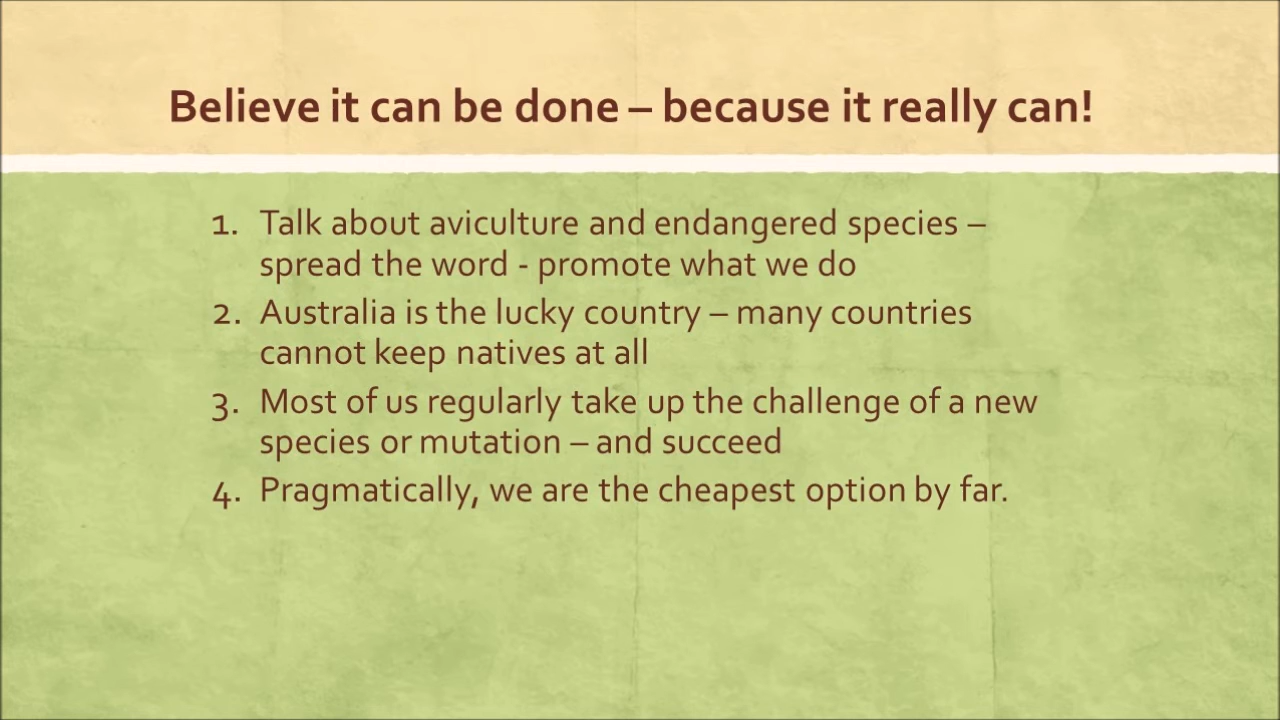 Believe it can be done – because it really can!
1. Talk about aviculture and endangered species –
spread the word - promote what we do
2. Australia is the lucky country – many countries
cannot keep natives at all
3. Most of us regularly take up the challenge of a new
species or mutation – and succeed
4. Pragmatically, we are the cheapest option by far.